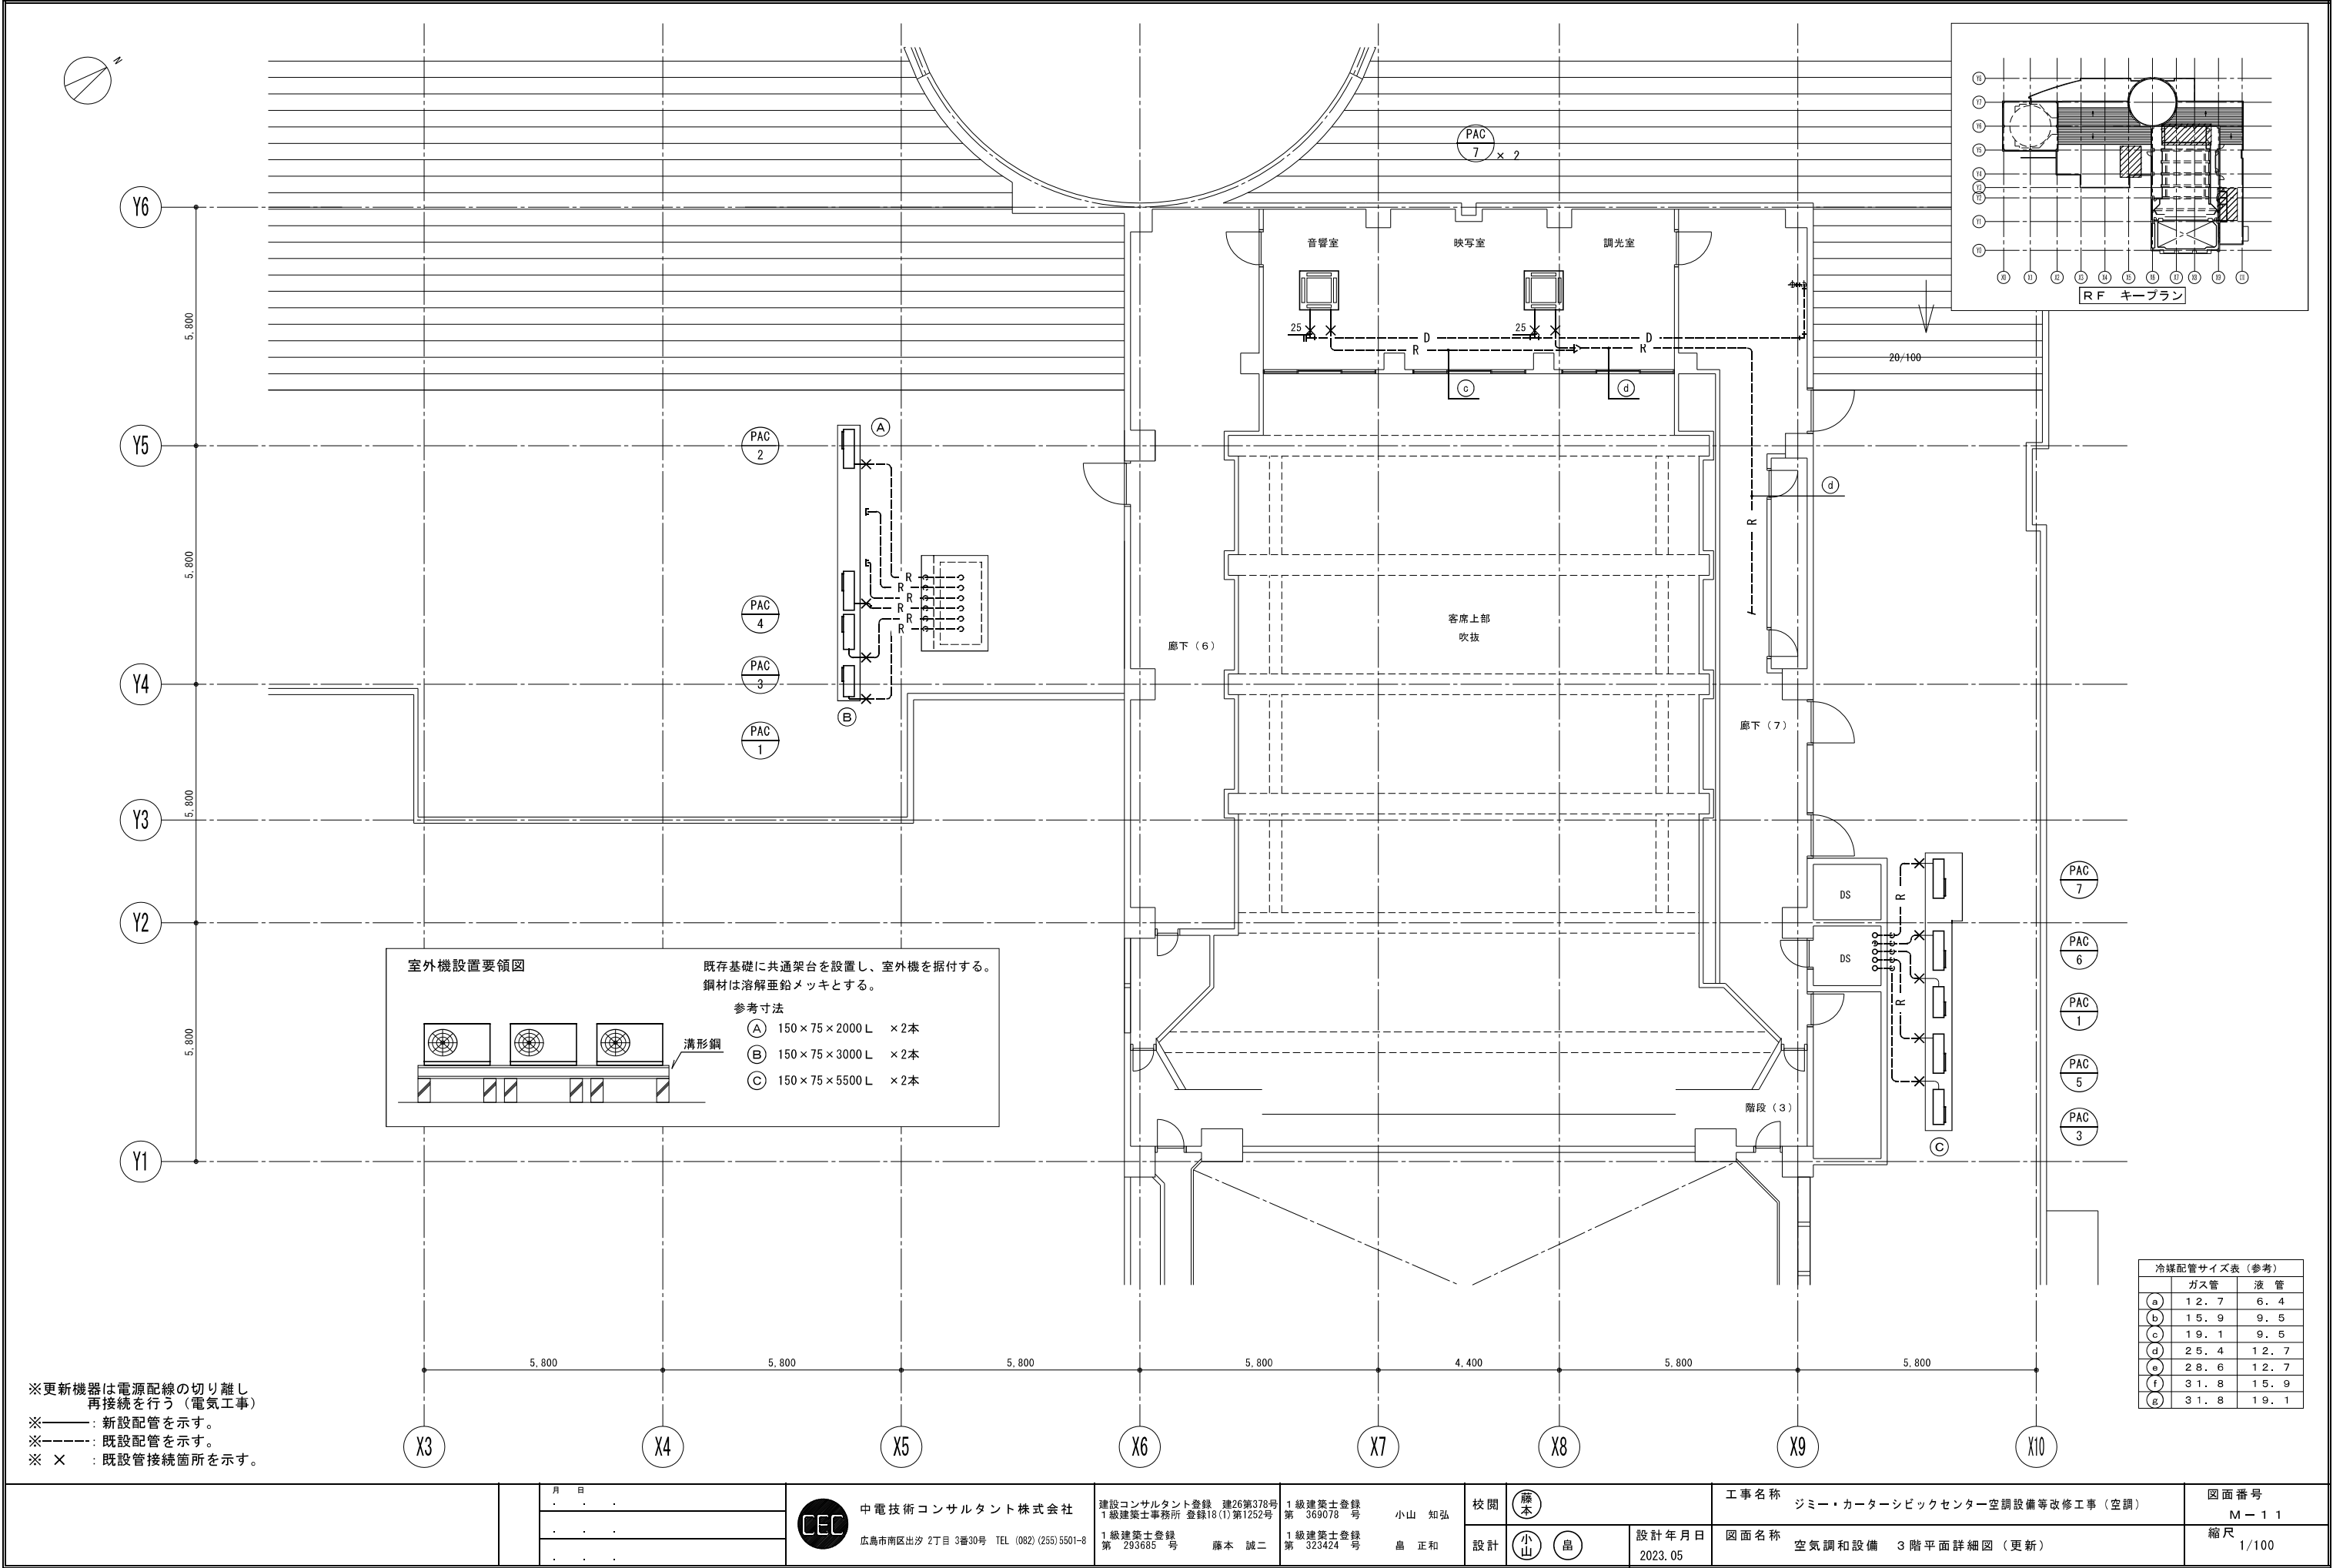 N
PAC
7
× 2
RF キープラン
Y6
音響室
映写室
調光室
25
25
D
D
R
R
20/100
c
d
5,800
Y5
PAC
2
A
d
R
5,800
R
R
R
R
R
R
PAC
4
客席上部
吹抜
廊下（6）
PAC
3
Y4
B
PAC
1
廊下（7）
5,800
Y3
DS
R
PAC
7
Y2
DS
PAC
6
R
PAC
1
PAC
5
PAC
3
5,800
階段（3）
C
Y1
室外機設置要領図
既存基礎に共通架台を設置し、室外機を据付する。
鋼材は溶解亜鉛メッキとする。
参考寸法
A 150×75×2000L ×2本
B 150×75×3000L ×2本
C 150×75×5500L ×2本
溝形鋼
冷媒配管サイズ表（参考）
ガス管 液 管
a 12.7 6.4
b 15.9 9.5
c 19.1 9.5
d 25.4 12.7
e 28.6 12.7
f 31.8 15.9
g 31.8 19.1
5,800 5,800 5,800 5,800 4,400 5,800 5,800
X3 X4 X5 X6 X7 X8 X9 X10
※更新機器は電源配線の切り離し
再接続を行う（電気工事）
※ : 新設配管を示す。
※ : 既設配管を示す。
※ × : 既設管接続箇所を示す。
月 日
CEC
中電技術コンサルタント株式会社
広島市南区出汐 2丁目 3番30号 TEL (082)(255)5501-8
建設コンサルタント登録 建26第378号
1級建築士事務所 登録18(1)第1252号
1級建築士登録
第 293685 号 藤本 誠二
1級建築士登録
第 369078 号 小山 知弘
1級建築士登録
第 323424 号 畠 正和
校閲 藤本
設計 小山 畠
設計年月日
2023.05
工事名称 ジミー・カーターシビックセンター空調設備等改修工事（空調）
図面名称 空気調和設備 3階平面詳細図（更新）
図面番号
M－11
縮尺
1/100